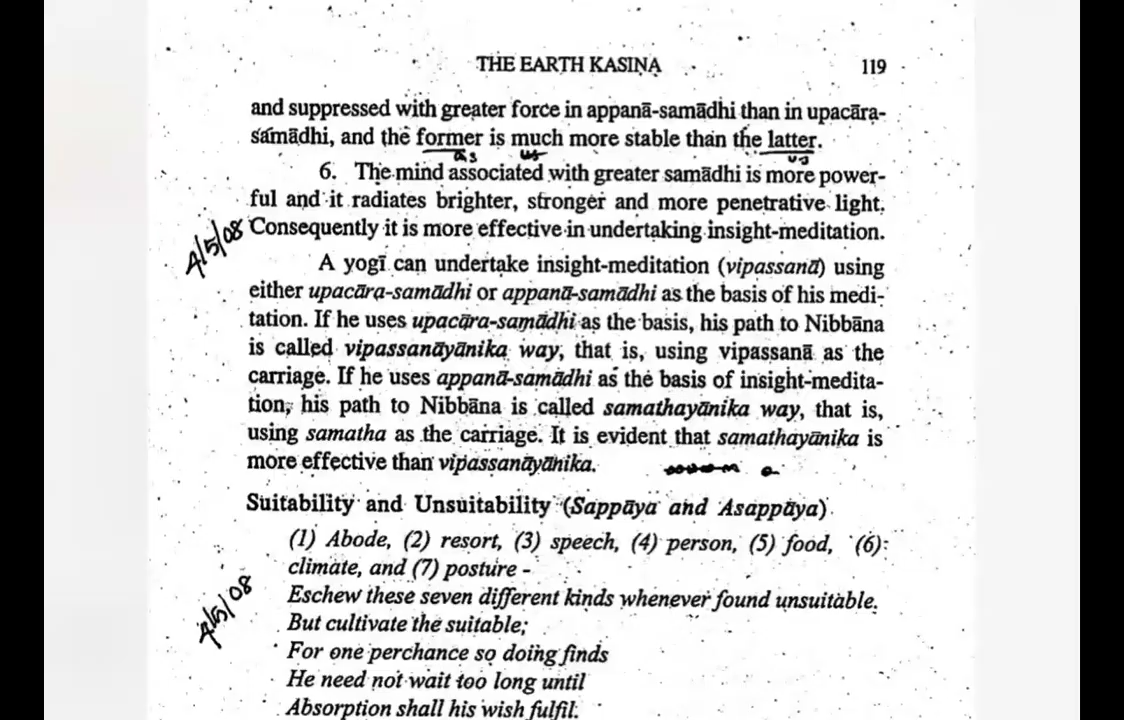 THE EARTH KASIṆA 119
and suppressed with greater force in appanā-samādhi than in upacāra-
samādhi, and the former is much more stable than the latter.
6. The mind associated with greater samādhi is more power-
ful and it radiates brighter, stronger and more penetrative light.
4/5/08 Consequently it is more effective in undertaking insight-meditation.
A yogī can undertake insight-meditation (vipassanā) using
either upacāra-samādhi or appanā-samādhi as the basis of his medi-
tation. If he uses upacāra-samādhi as the basis, his path to Nibbāna
is called vipassanāyānika way, that is, using vipassanā as the
carriage. If he uses appanā-samādhi as the basis of insight-medita-
tion, his path to Nibbāna is called samathayānika way, that is,
using samatha as the carriage. It is evident that samathayānika is
more effective than vipassanāyānika.
Suitability and Unsuitability (Sappāya and Asappāya)
(1) Abode, (2) resort, (3) speech, (4) person, (5) food, (6)
climate, and (7) posture -
4/5/08 Eschew these seven different kinds whenever found unsuitable.
But cultivate the suitable;
For one perchance so doing finds
He need not wait too long until
Absorption shall his wish fulfil.